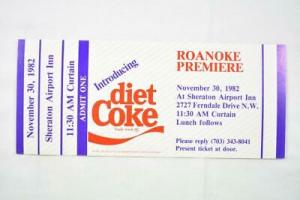 November 30, 1982
Sheraton Airport Inn
11:30 AM Curtain
ADMIT ONE
Introducing
diet
Coke
ROANOKE
PREMIERE
November 30, 1982
At Sheraton Airport Inn
2727 Ferndale Drive N.W.
11:30 AM Curtain
Lunch follows
Please reply (703) 343-8041
Present ticket at door.